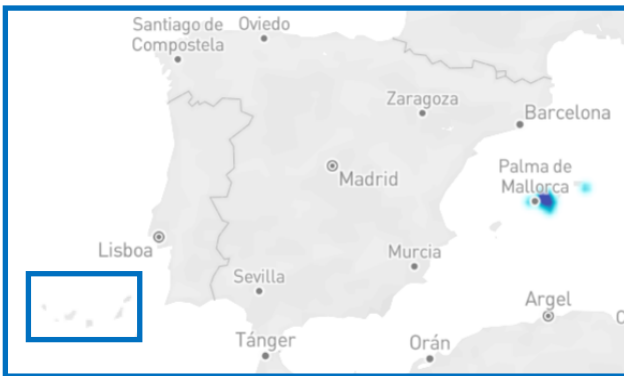 Santiago de
Compostela
Oviedo
Zaragoza
Barcelona
Madrid
Palma de
Mallorca
Lisboa
Murcia
Sevilla
Argel
Tánger
Orán